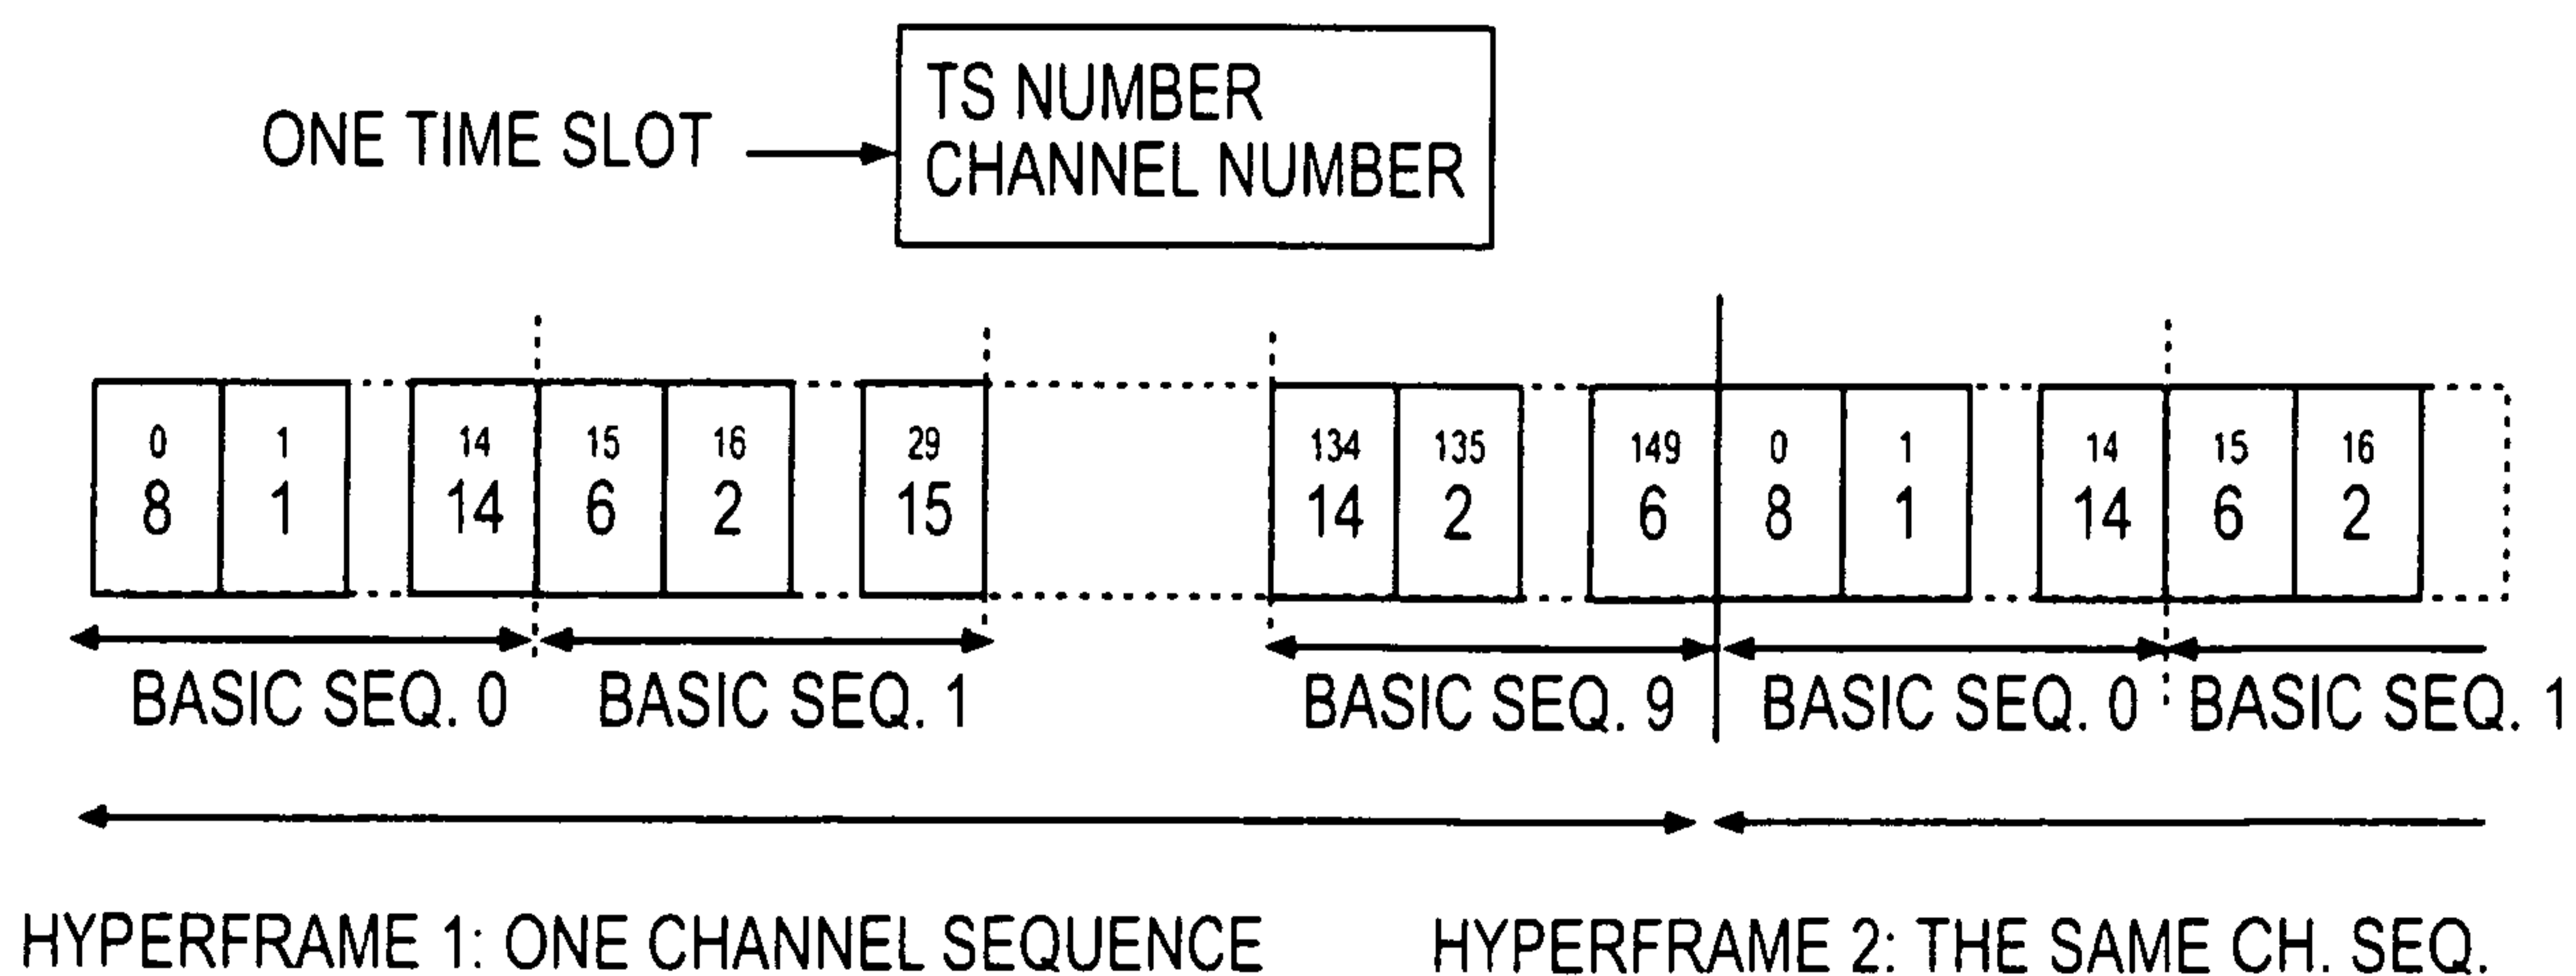 TS NUMBER
ONE TIME SLOT
CHANNEL NUMBER
0 1 14 15 16 29 134 135 149 0 1 14 15 16
8 1 14 6 2 15 14 2 6 8 1 14 6 2
BASIC SEQ. 0 BASIC SEQ. 1 BASIC SEQ. 9 BASIC SEQ. 0 BASIC SEQ. 1
HYPERFRAME 1: ONE CHANNEL SEQUENCE HYPERFRAME 2: THE SAME CH. SEQ.